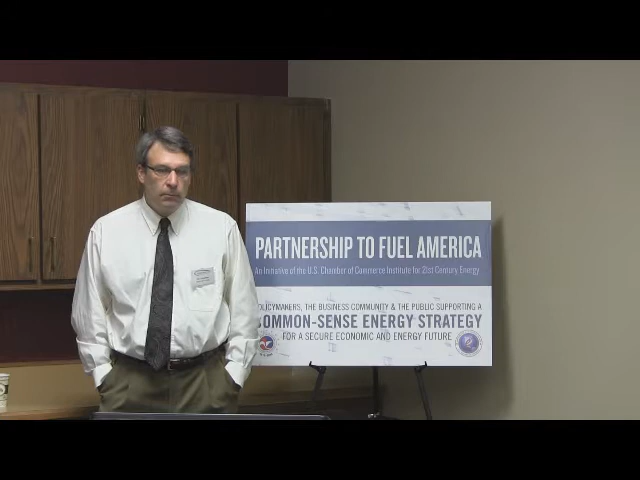 PARTNERSHIP TO FUEL AMERICA
An Initiative of the U.S. Chamber of Commerce Institute for 21st Century Energy
POLICYMAKERS, THE BUSINESS COMMUNITY & THE PUBLIC SUPPORTING A
COMMON-SENSE ENERGY STRATEGY
FOR A SECURE ECONOMIC AND ENERGY FUTURE